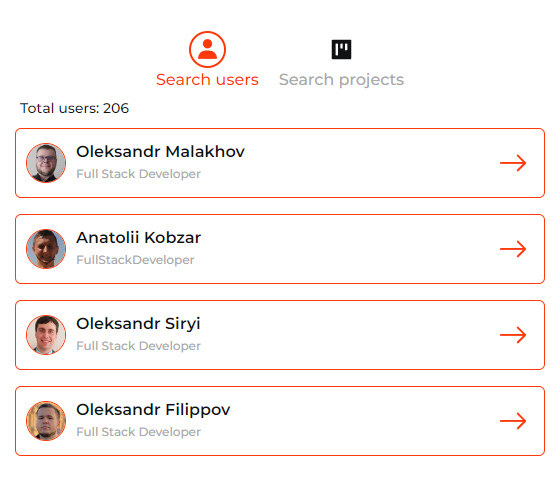 Search users
Search projects
Total users: 206
Oleksandr Malakhov
Full Stack Developer
Anatolii Kobzar
FullStackDeveloper
Oleksandr Siryi
Full Stack Developer
Oleksandr Filippov
Full Stack Developer